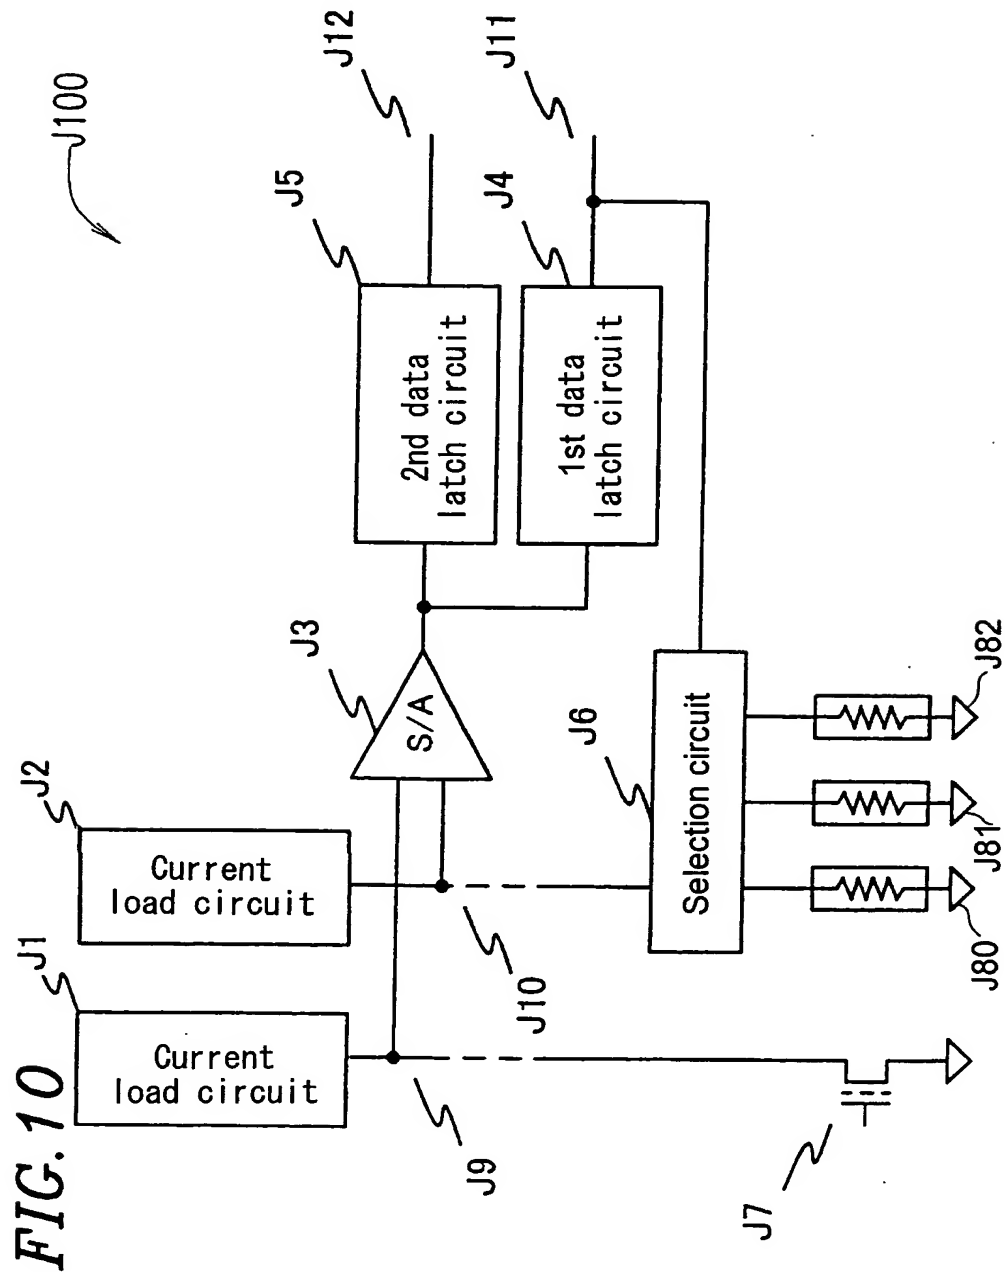 FIG. 10
J100
J1
Current
load circuit
J2
Current
load circuit
J3
S/A
J5
2nd data
latch circuit
J12
J4
1st data
latch circuit
J11
J9
J10
J6
Selection circuit
J7
J80
J81
J82